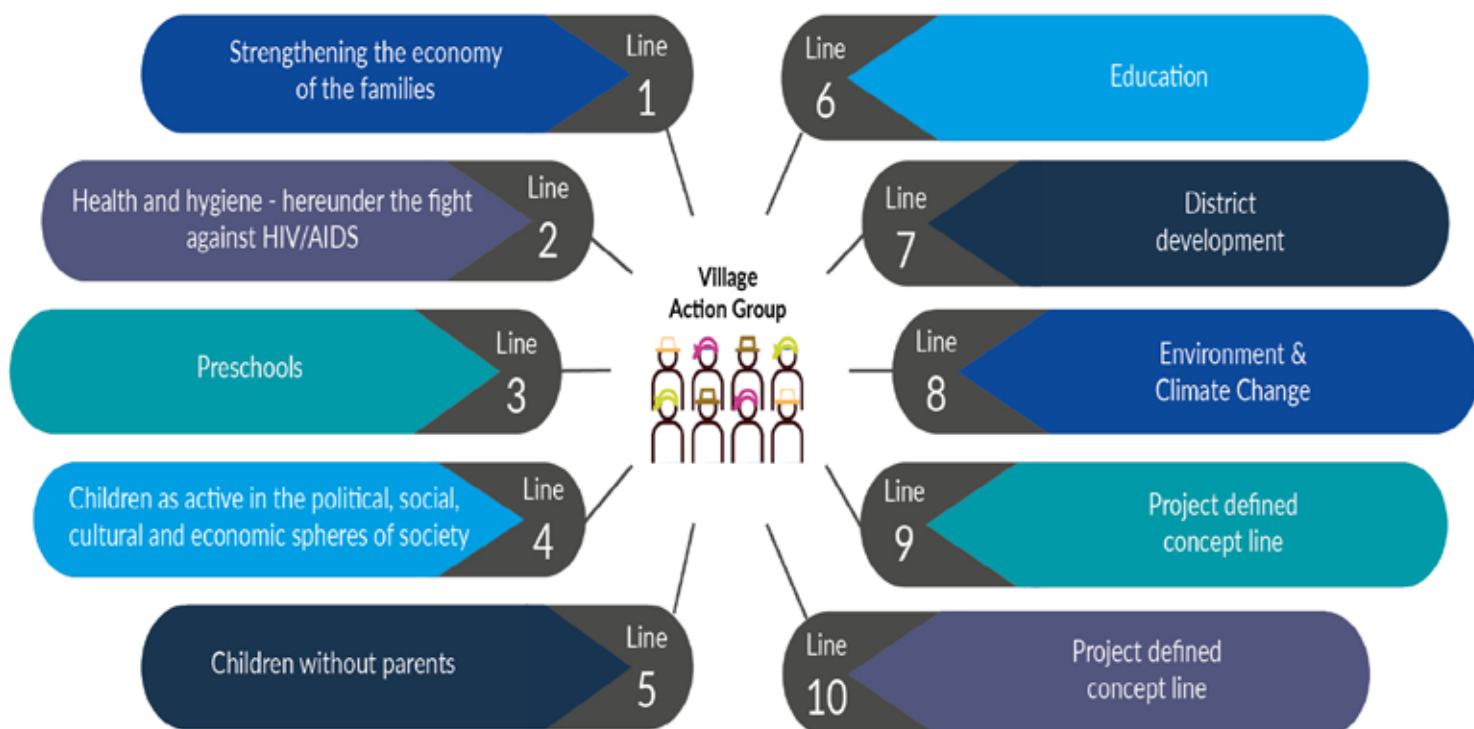 Strengthening the economy
of the families
Line
1
Health and hygiene - hereunder the fight
against HIV/AIDS
Line
2
Preschools
Line
3
Children as active in the political, social,
cultural and economic spheres of society
Line
4
Children without parents
Line
5
Village
Action Group
Line
6
Education
Line
7
District
development
Line
8
Environment &
Climate Change
Line
9
Project defined
concept line
Line
10
Project defined
concept line